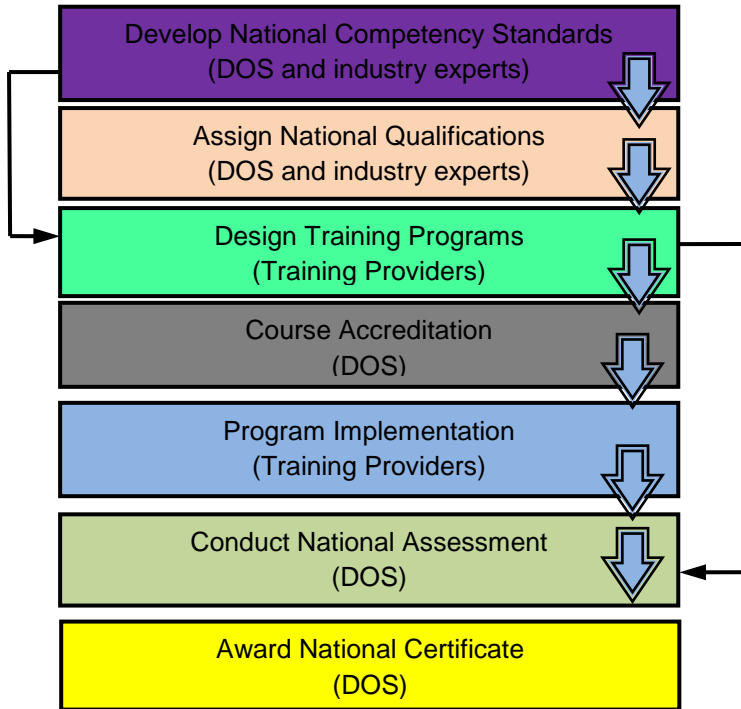 Develop National Competency Standards
(DOS and industry experts)
Assign National Qualifications
(DOS and industry experts)
Design Training Programs
(Training Providers)
Course Accreditation
(DOS)
Program Implementation
(Training Providers)
Conduct National Assessment
(DOS)
Award National Certificate
(DOS)